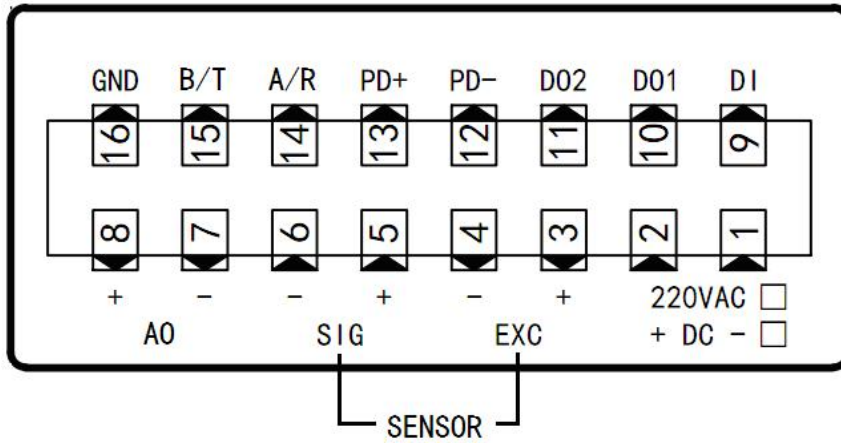 GND B/T A/R PD+ PD- DO2 DO1 DI
16 15 14 13 12 11 10 9
8 7 6 5 4 3 2 1
+ - - + - + 220VAC □
AO SIG EXC + DC - □
SENSOR